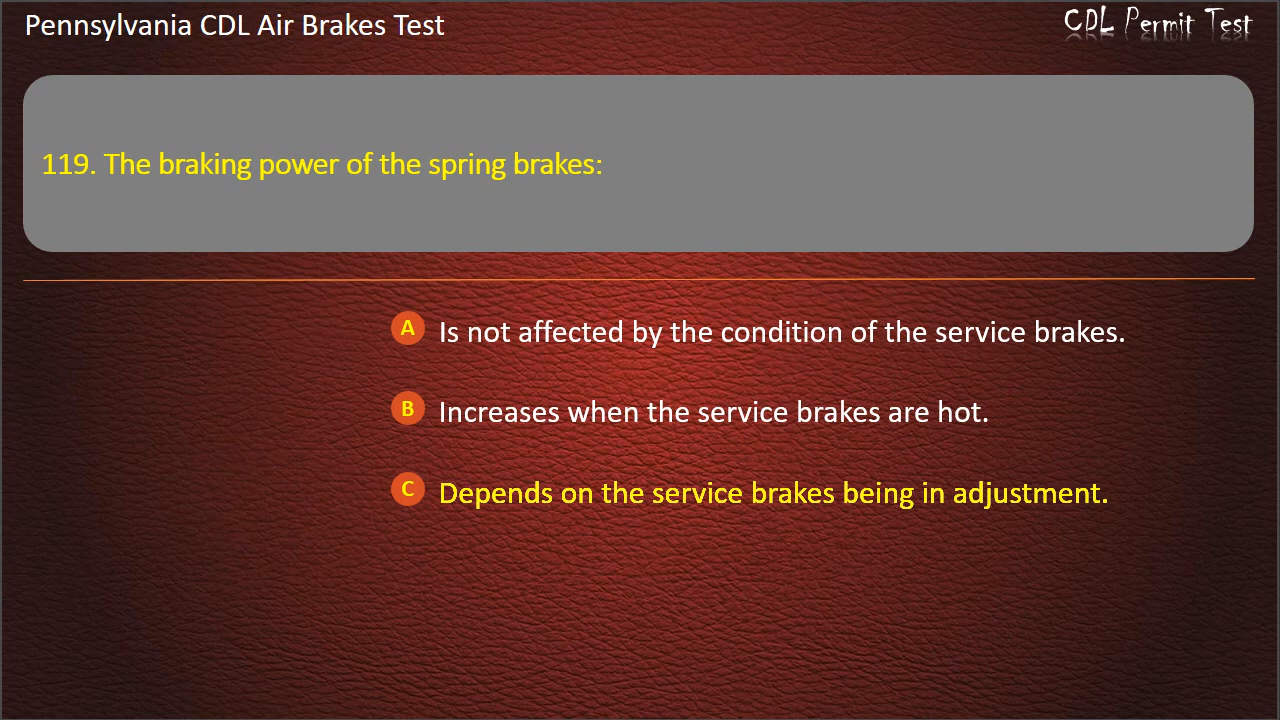 Pennsylvania CDL Air Brakes Test
CDL Permit Test
119. The braking power of the spring brakes:
A Is not affected by the condition of the service brakes.
B Increases when the service brakes are hot.
C Depends on the service brakes being in adjustment.